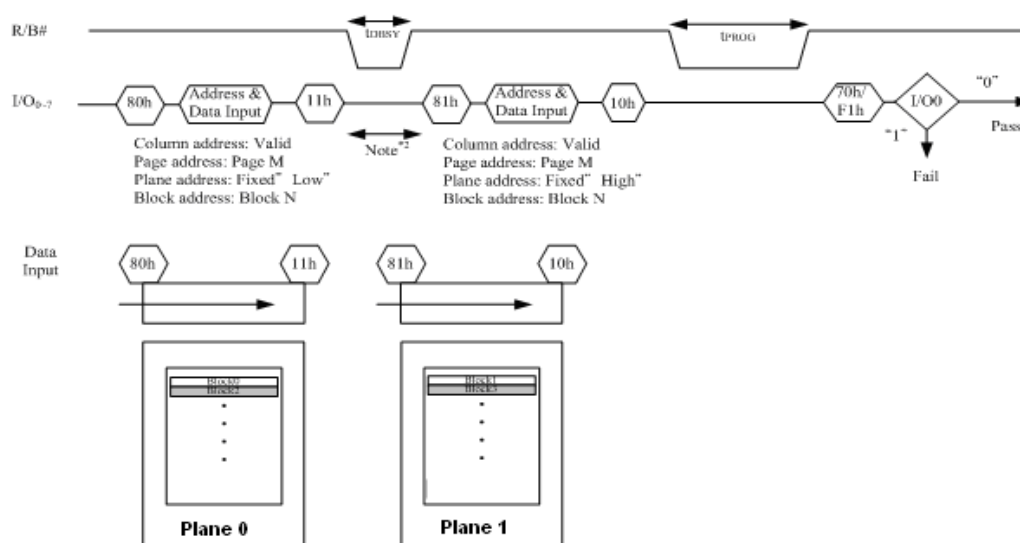 R/B#
tDBSY
tPROG
I/O0-7
80h
Address & Data Input
11h
Note*2
81h
Address & Data Input
10h
70h/F1h
I/O0
"0"
Pass
"1"
Fail
Column address: Valid
Page address: Page M
Plane address: Fixed" Low"
Block address: Block N
Column address: Valid
Page address: Page M
Plane address: Fixed" High"
Block address: Block N
Data
Input
80h
11h
81h
10h
Block0
Block2
Block1
Block3
Plane 0
Plane 1